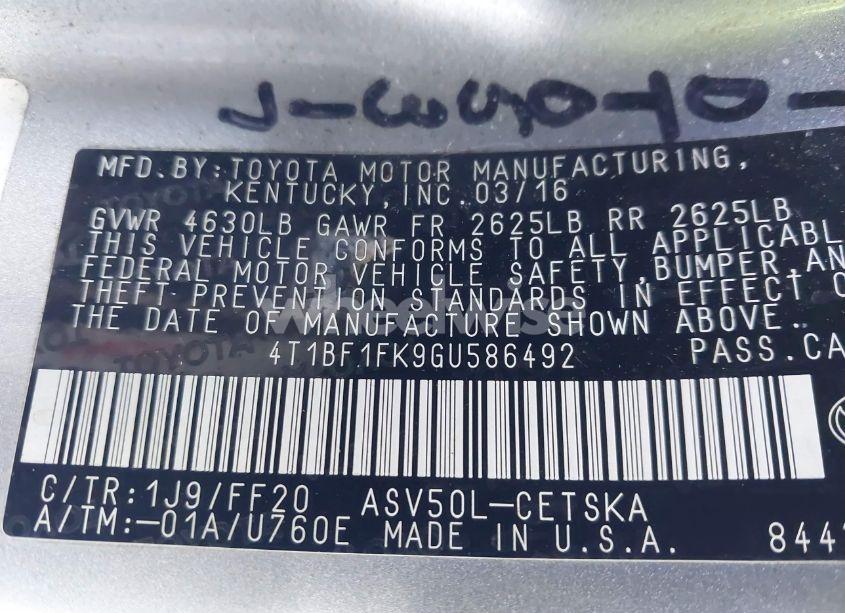 MFD.BY:TOYOTA MOTOR MANUFACTURING,
KENTUCKY,INC. 03/16
GVWR 4630LB GAWR FR 2625LB RR 2625LB
THIS VEHICLE CONFORMS TO ALL APPLICABL
FEDERAL MOTOR VEHICLE SAFETY,BUMPER,AN
THEFT PREVENTION STANDARDS IN EFFECT
THE DATE OF MANUFACTURE SHOWN ABOVE.
4T1BF1FK9GU586492 PASS.CA
C/TR:1J9/FF20 ASV50L-CETSKA
A/TM:-01A/U760E MADE IN U.S.A. 844